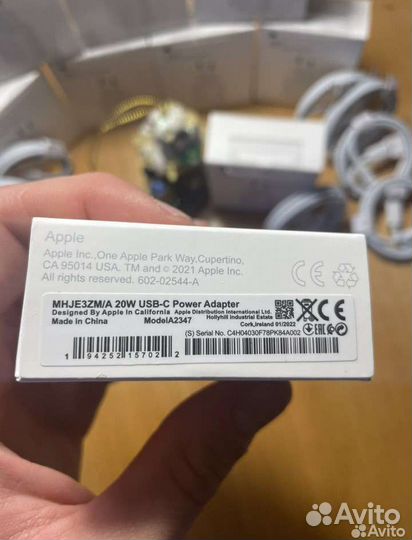 Apple
Apple Inc., One Apple Park Way, Cupertino,
CA 95014 USA. TM and © 2021 Apple Inc.
All rights reserved. 602-02544-A
MHJE3ZM/A 20W USB-C Power Adapter
Designed By Apple In California Apple Distribution International Ltd.
Made in China ModelA2347 Hollyhill Industrial Estate
Cork,Ireland 01/2022
(S) Serial No. C4H04030F78PK84A002
1 94252 15702 2
Avito
Avito